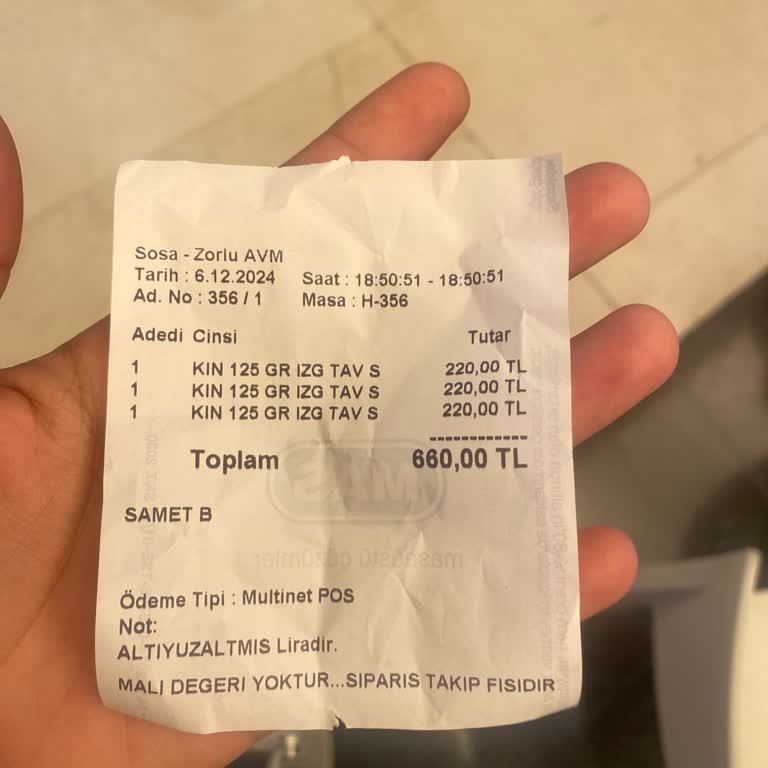 Sosa - Zorlu AVM
Tarih : 6.12.2024 Saat : 18:50:51 - 18:50:51
Ad. No : 356 / 1 Masa : H-356
Adedi Cinsi Tutar
1 KIN 125 GR IZG TAV S 220,00 TL
1 KIN 125 GR IZG TAV S 220,00 TL
1 KIN 125 GR IZG TAV S 220,00 TL
------------
Toplam 660,00 TL
SAMET B
Ödeme Tipi : Multinet POS
Not:
ALTIYUZALTMIS Liradir.
MALI DEGERI YOKTUR...SIPARIS TAKIP FISIDIR